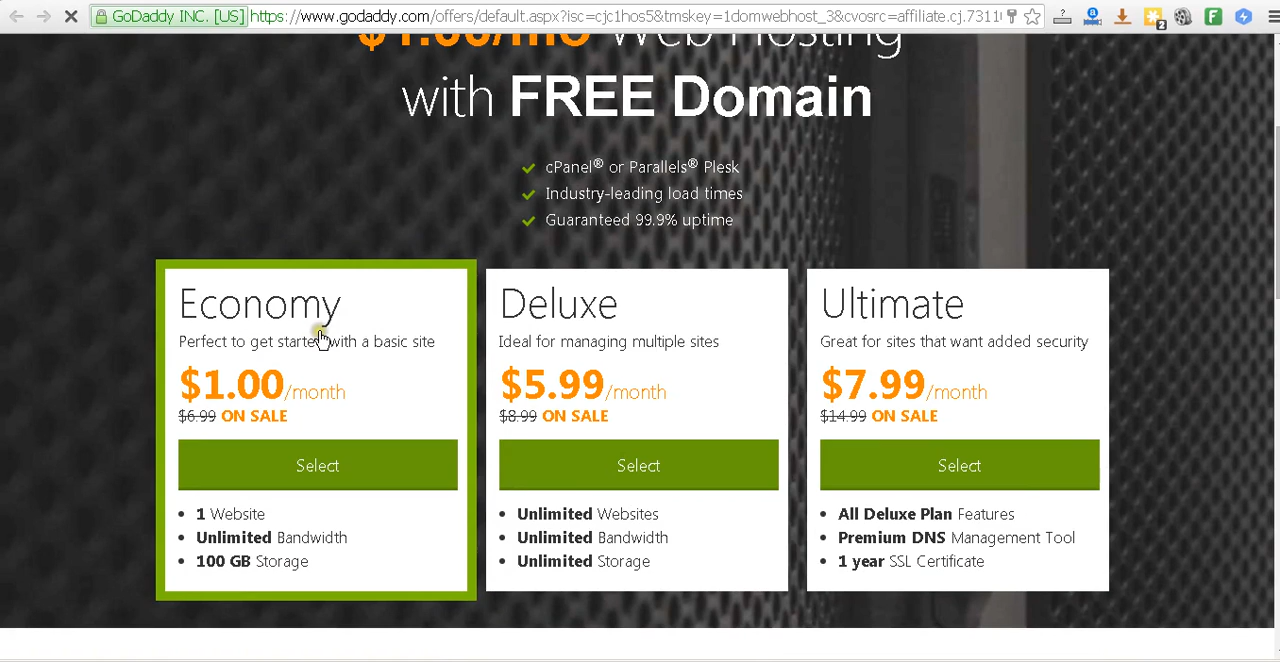 GoDaddy INC. [US] https://www.godaddy.com/offers/default.aspx?isc=cjc1hos5&tmskey=1domwebhost_3&cvosrc=affiliate.cj.7311
$1.00/mo Web Hosting
with FREE Domain
cPanel® or Parallels® Plesk
Industry-leading load times
Guaranteed 99.9% uptime
Economy
Perfect to get started with a basic site
$1.00/month
$6.99 ON SALE
Select
1 Website
Unlimited Bandwidth
100 GB Storage
Deluxe
Ideal for managing multiple sites
$5.99/month
$8.99 ON SALE
Select
Unlimited Websites
Unlimited Bandwidth
Unlimited Storage
Ultimate
Great for sites that want added security
$7.99/month
$14.99 ON SALE
Select
All Deluxe Plan Features
Premium DNS Management Tool
1 year SSL Certificate